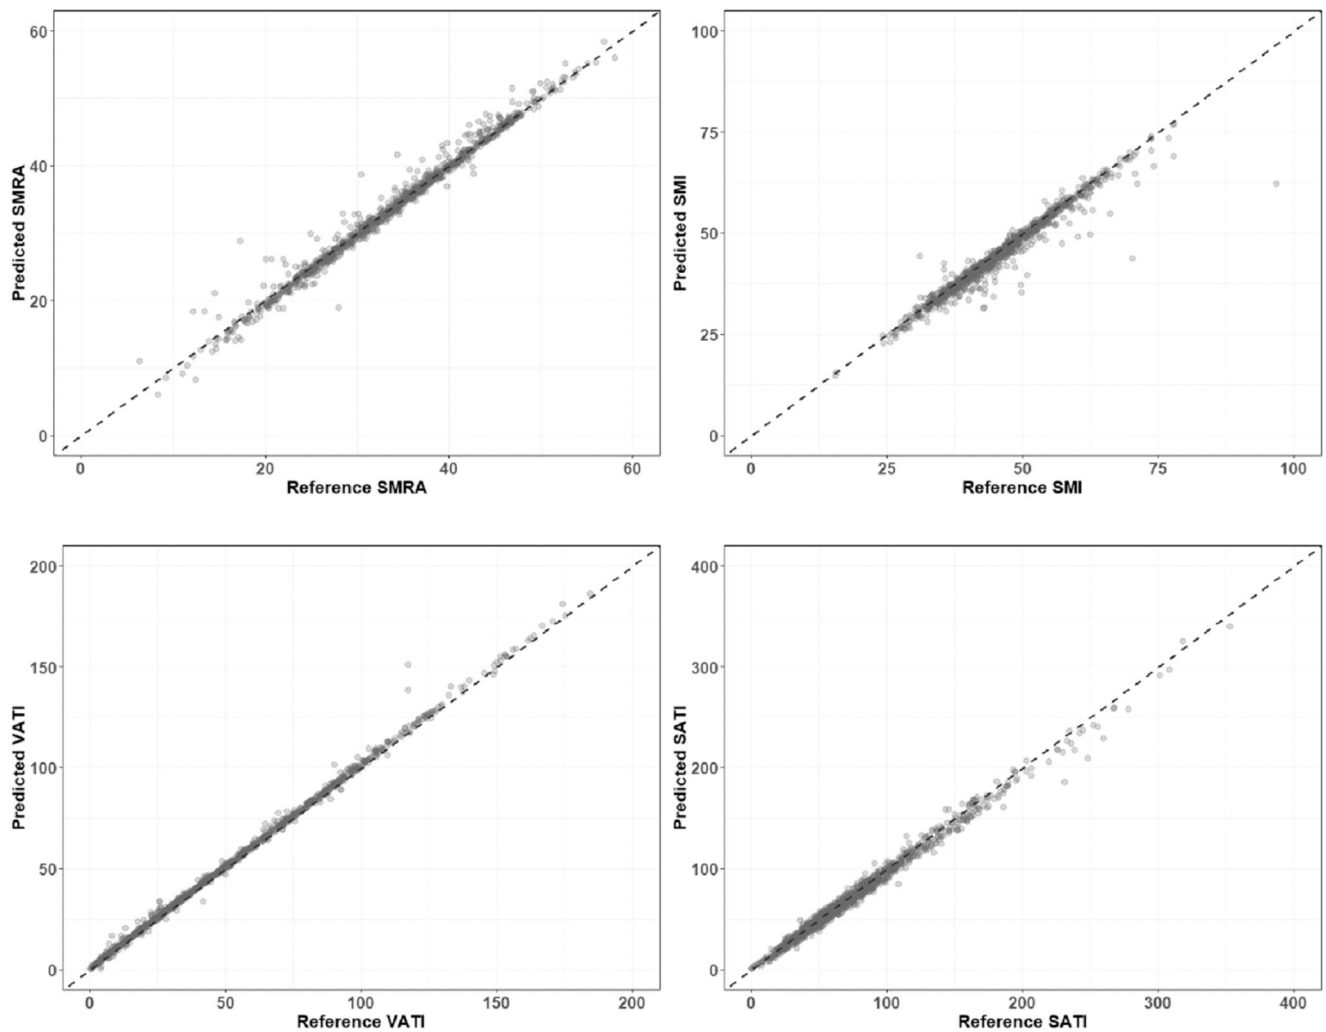 60
40
20
0
Predicted SMRA
0 20 40 60
Reference SMRA
100
75
50
25
0
Predicted SMI
0 25 50 75 100
Reference SMI
200
150
100
50
0
Predicted VATI
0 50 100 150 200
Reference VATI
400
300
200
100
0
Predicted SATI
0 100 200 300 400
Reference SATI